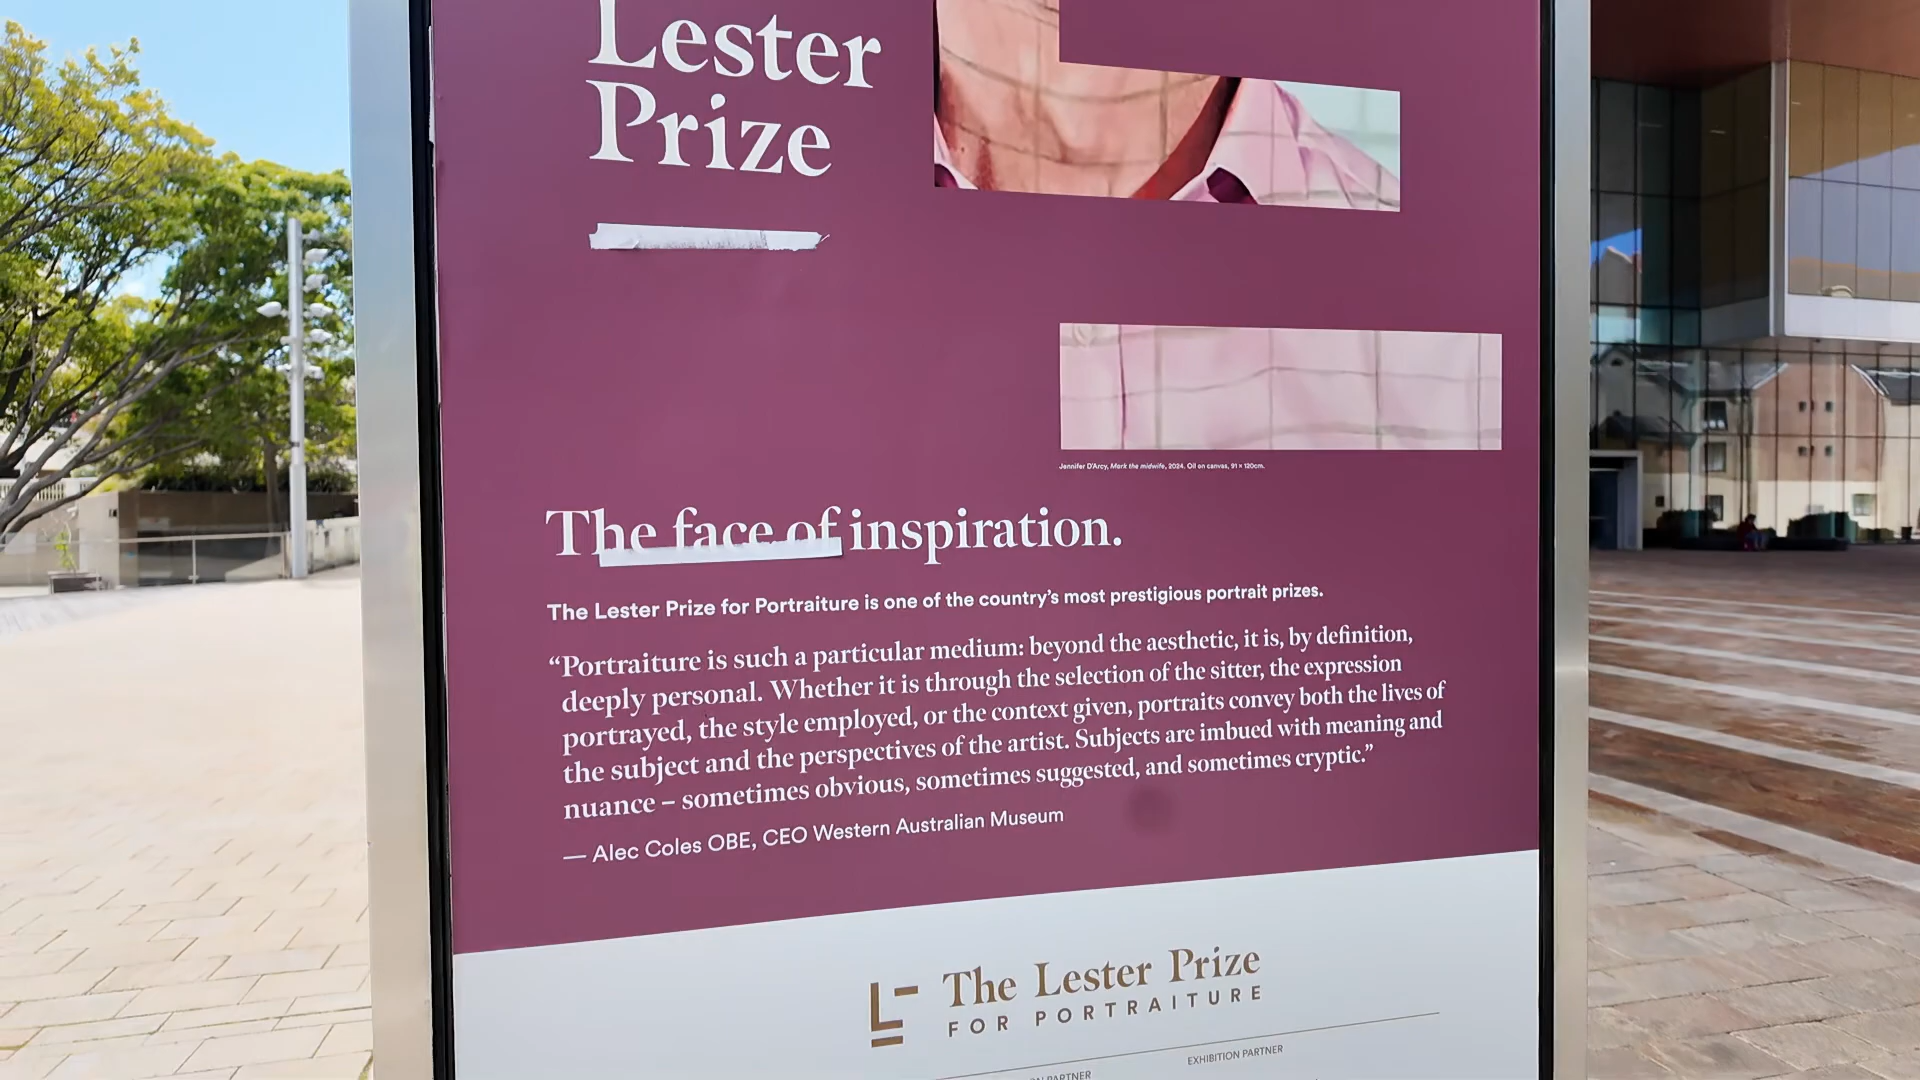 Lester
Prize
Jennifer D'Arcy, Mark the midwife, 2024. Oil on canvas, 91 × 120cm.
The face of inspiration.
The Lester Prize for Portraiture is one of the country's most prestigious portrait prizes.
“Portraiture is such a particular medium: beyond the aesthetic, it is, by definition,
deeply personal. Whether it is through the selection of the sitter, the expression
portrayed, the style employed, or the context given, portraits convey both the lives of
the subject and the perspectives of the artist. Subjects are imbued with meaning and
nuance – sometimes obvious, sometimes suggested, and sometimes cryptic.”
— Alec Coles OBE, CEO Western Australian Museum
The Lester Prize
FOR PORTRAITURE
EXHIBITION PARTNER
PARTNER